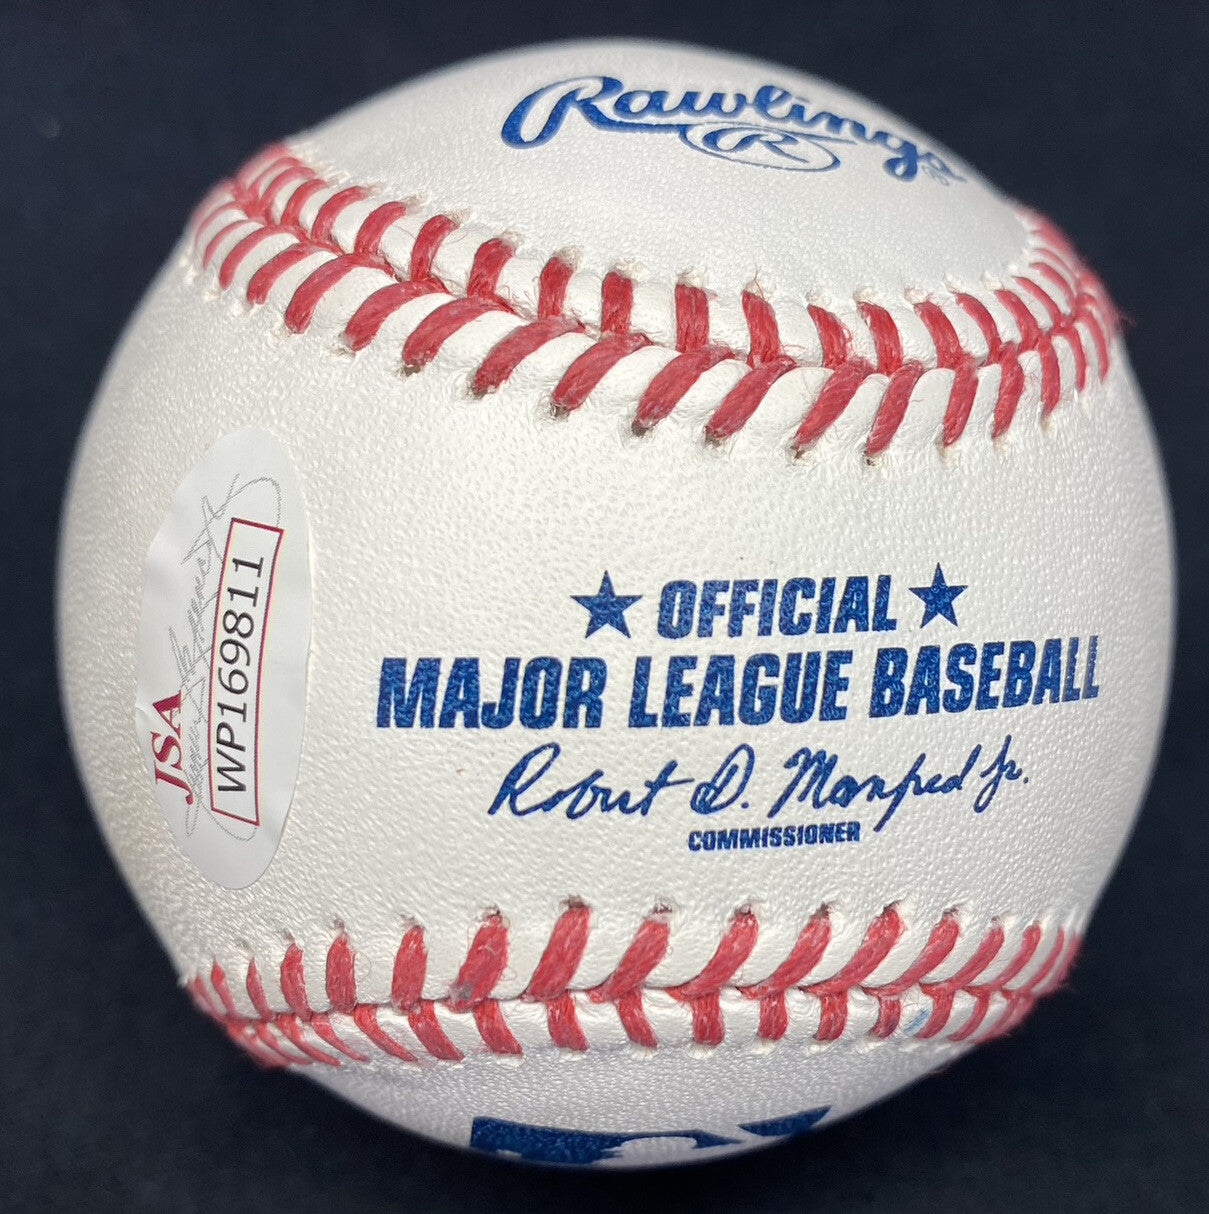 Rawlings
R
★ OFFICIAL ★
MAJOR LEAGUE BASEBALL
Robert D. Manfred Jr.
COMMISSIONER
JSA
WP169811